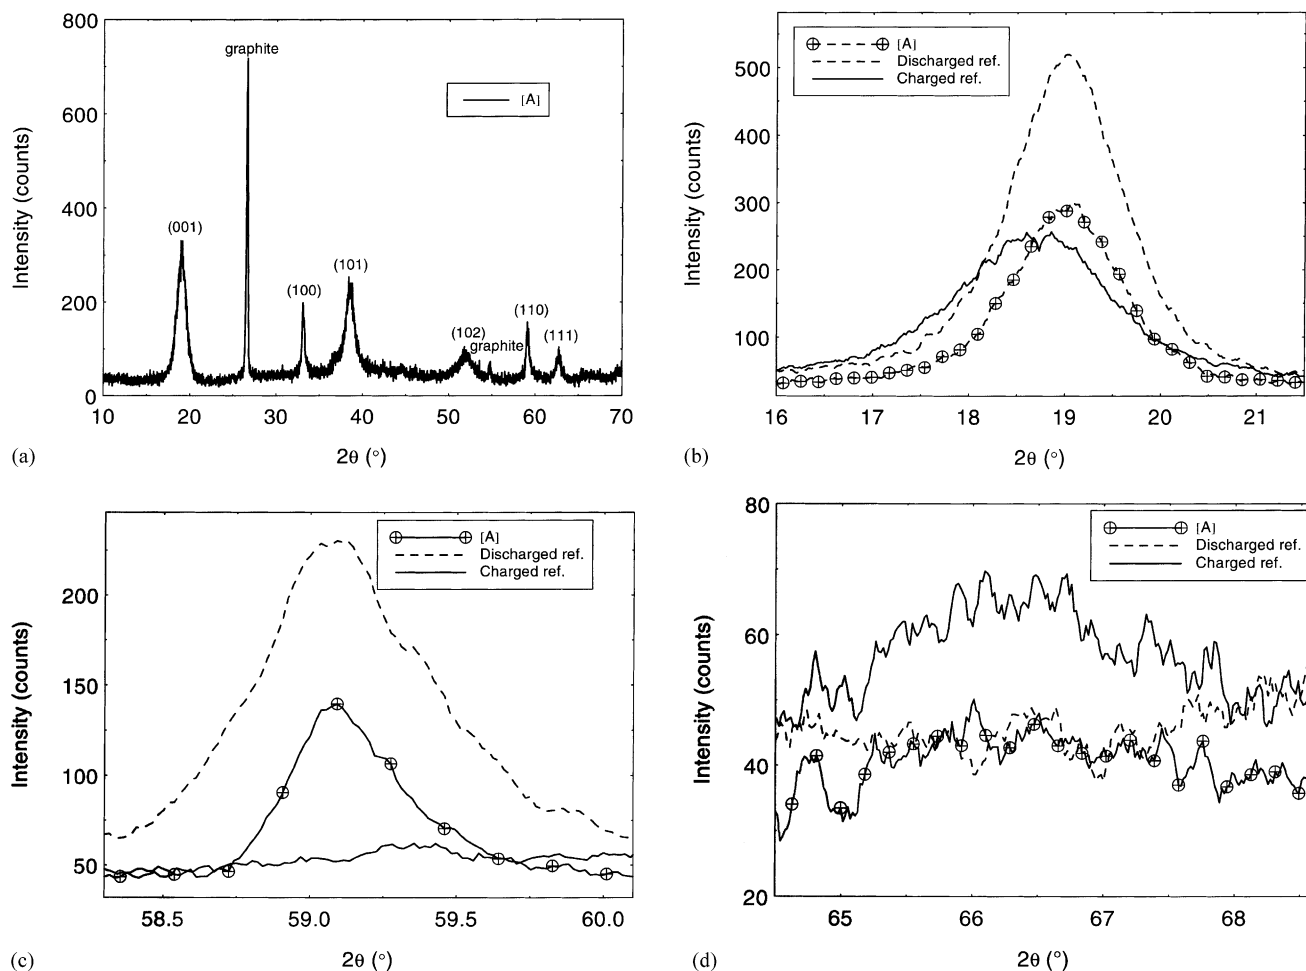 800
700
graphite
600
[A]
400
(001)
(101)
(100)
200
(110)
(102)
(111)
graphite
0
10 20 30 40 50 60 70
Intensity (counts)
2θ (°)
(a)
[A]
Discharged ref.
Charged ref.
500
400
300
200
100
16 17 18 19 20 21
Intensity (counts)
2θ (°)
(b)
[A]
Discharged ref.
Charged ref.
200
150
100
50
58.5 59.0 59.5 60.0
Intensity (counts)
2θ (°)
(c)
80
[A]
Discharged ref.
Charged ref.
60
40
20
65 66 67 68
Intensity (counts)
2θ (°)
(d)